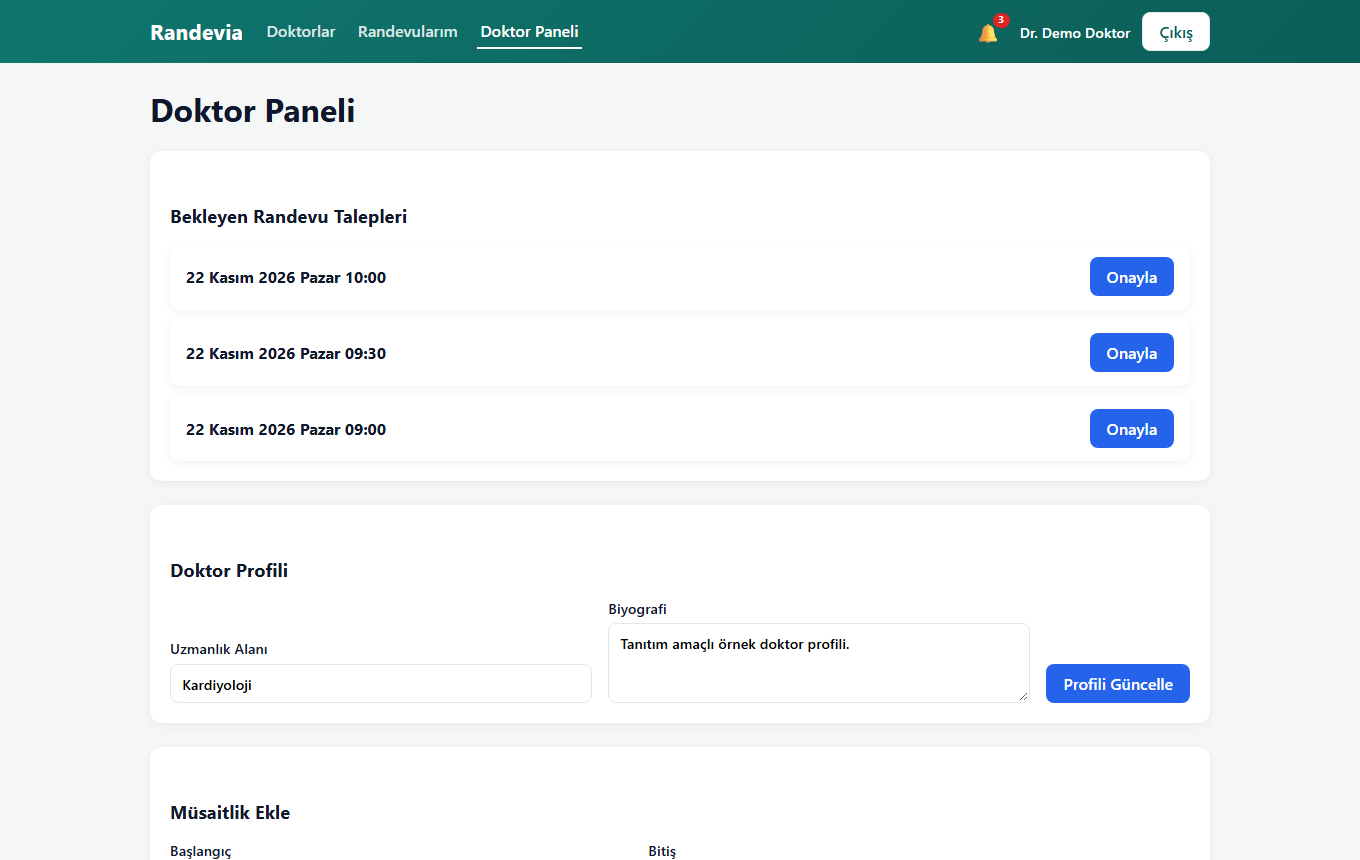 Randevia Doktorlar Randevularım Doktor Paneli 3 Dr. Demo Doktor Çıkış
Doktor Paneli
Bekleyen Randevu Talepleri
22 Kasım 2026 Pazar 10:00 Onayla
22 Kasım 2026 Pazar 09:30 Onayla
22 Kasım 2026 Pazar 09:00 Onayla
Doktor Profili
Uzmanlık Alanı
Kardiyoloji
Biyografi
Tanıtım amaçlı örnek doktor profili.
Profili Güncelle
Müsaitlik Ekle
Başlangıç Bitiş